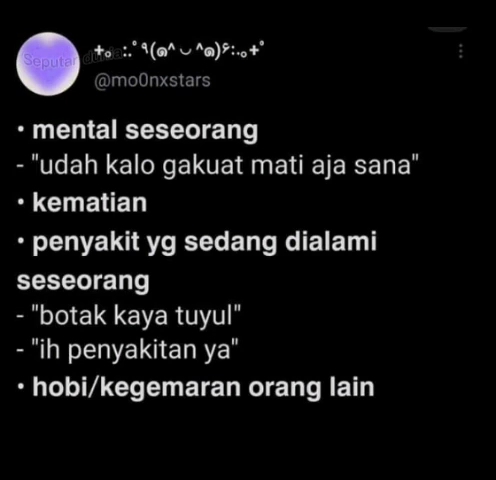 +ₒ :.˚٩(๑^ ᴗ ^๑)۶:.ₒ+˚
Seputar
@mo0nxstars
• mental seseorang
- "udah kalo gakuat mati aja sana"
• kematian
• penyakit yg sedang dialami
seseorang
- "botak kaya tuyul"
- "ih penyakitan ya"
• hobi/kegemaran orang lain